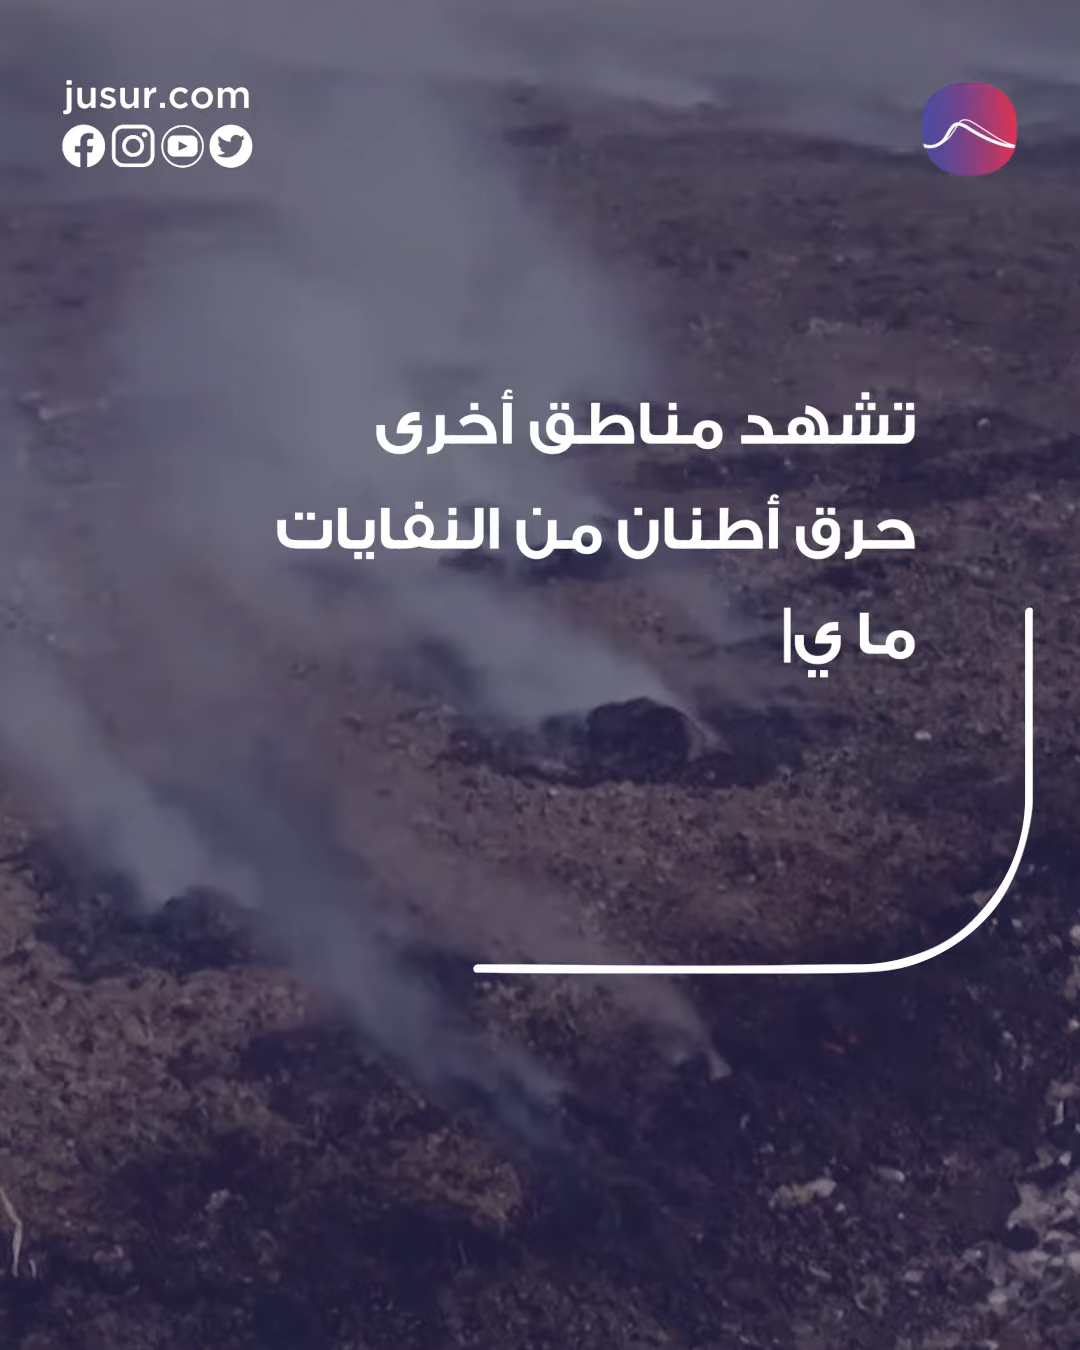 jusur.com
تشهد مناطق أخرى
حرق أطنان من النفايات
ما ي